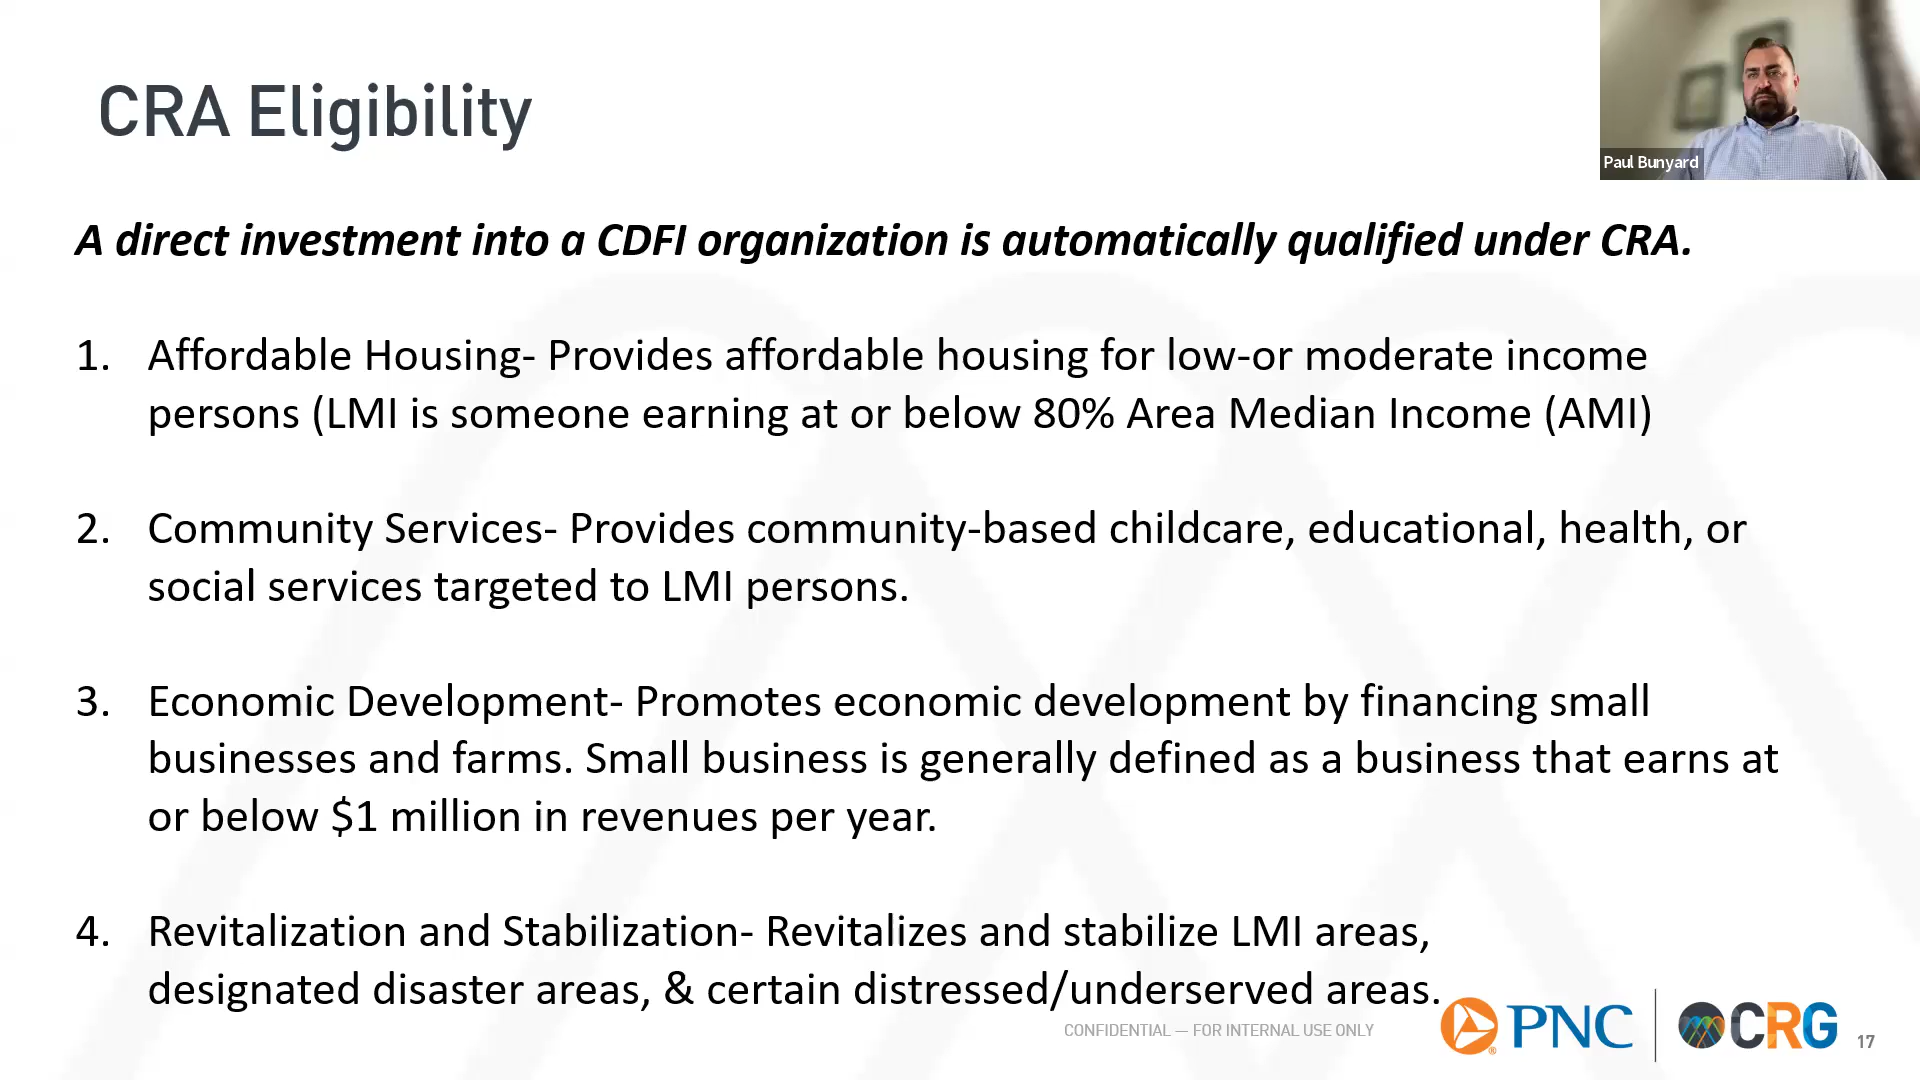 CRA Eligibility
Paul Bunyard
A direct investment into a CDFI organization is automatically qualified under CRA.
1. Affordable Housing- Provides affordable housing for low-or moderate income
persons (LMI is someone earning at or below 80% Area Median Income (AMI)
2. Community Services- Provides community-based childcare, educational, health, or
social services targeted to LMI persons.
3. Economic Development- Promotes economic development by financing small
businesses and farms. Small business is generally defined as a business that earns at
or below $1 million in revenues per year.
4. Revitalization and Stabilization- Revitalizes and stabilize LMI areas,
designated disaster areas, & certain distressed/underserved areas.
CONFIDENTIAL — FOR INTERNAL USE ONLY
PNC
CRG
17